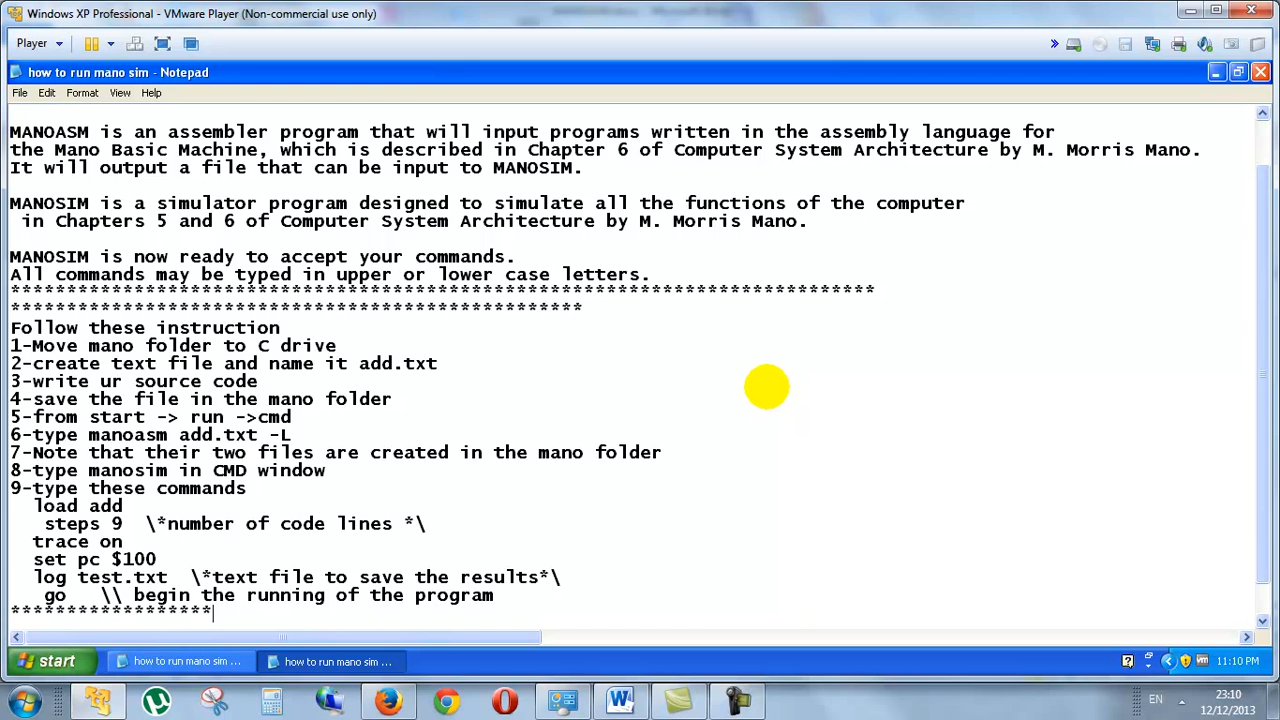 Windows XP Professional - VMware Player (Non-commercial use only)
Player
how to run mano sim - Notepad
File Edit Format View Help
MANOASM is an assembler program that will input programs written in the assembly language for
the Mano Basic Machine, which is described in Chapter 6 of Computer System Architecture by M. Morris Mano.
It will output a file that can be input to MANOSIM.
MANOSIM is a simulator program designed to simulate all the functions of the computer
in Chapters 5 and 6 of Computer System Architecture by M. Morris Mano.
MANOSIM is now ready to accept your commands.
All commands may be typed in upper or lower case letters.
*****************************************************************************
***************************************************
Follow these instruction
1-Move mano folder to C drive
2-create text file and name it add.txt
3-write ur source code
4-save the file in the mano folder
5-from start -> run ->cmd
6-type manoasm add.txt -L
7-Note that their two files are created in the mano folder
8-type manosim in CMD window
9-type these commands
load add
steps 9 \*number of code lines *\
trace on
set pc $100
log test.txt \*text file to save the results*\
go \\ begin the running of the program
******************
start how to run mano sim ... how to run mano sim ... 11:10 PM
EN 23:10
12/12/2013